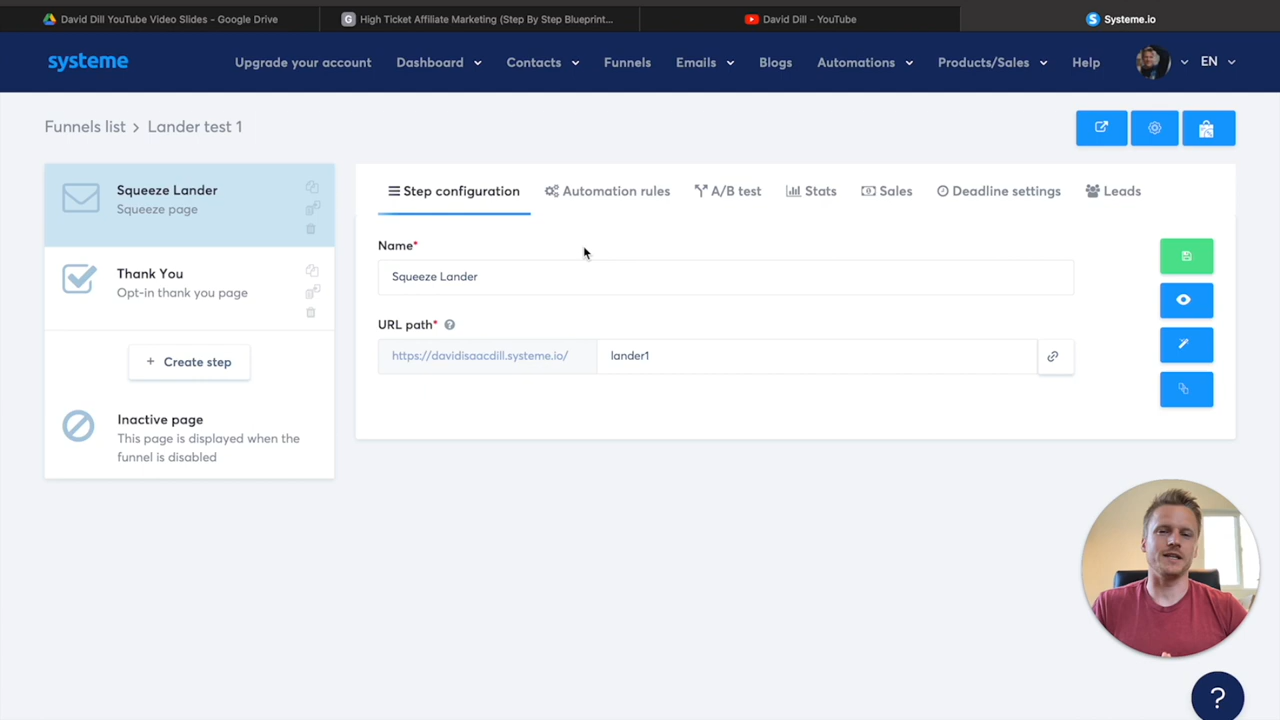 David Dill YouTube Video Slides - Google Drive
High Ticket Affiliate Marketing (Step By Step Blueprint...
David Dill - YouTube
Systeme.io
systeme
Upgrade your account
Dashboard
Contacts
Funnels
Emails
Blogs
Automations
Products/Sales
Help
EN
Funnels list > Lander test 1
Squeeze Lander
Squeeze page
Thank You
Opt-in thank you page
+ Create step
Inactive page
This page is displayed when the
funnel is disabled
Step configuration
Automation rules
A/B test
Stats
Sales
Deadline settings
Leads
Name*
Squeeze Lander
URL path* ?
https://davidisaacdill.systeme.io/
lander1
?